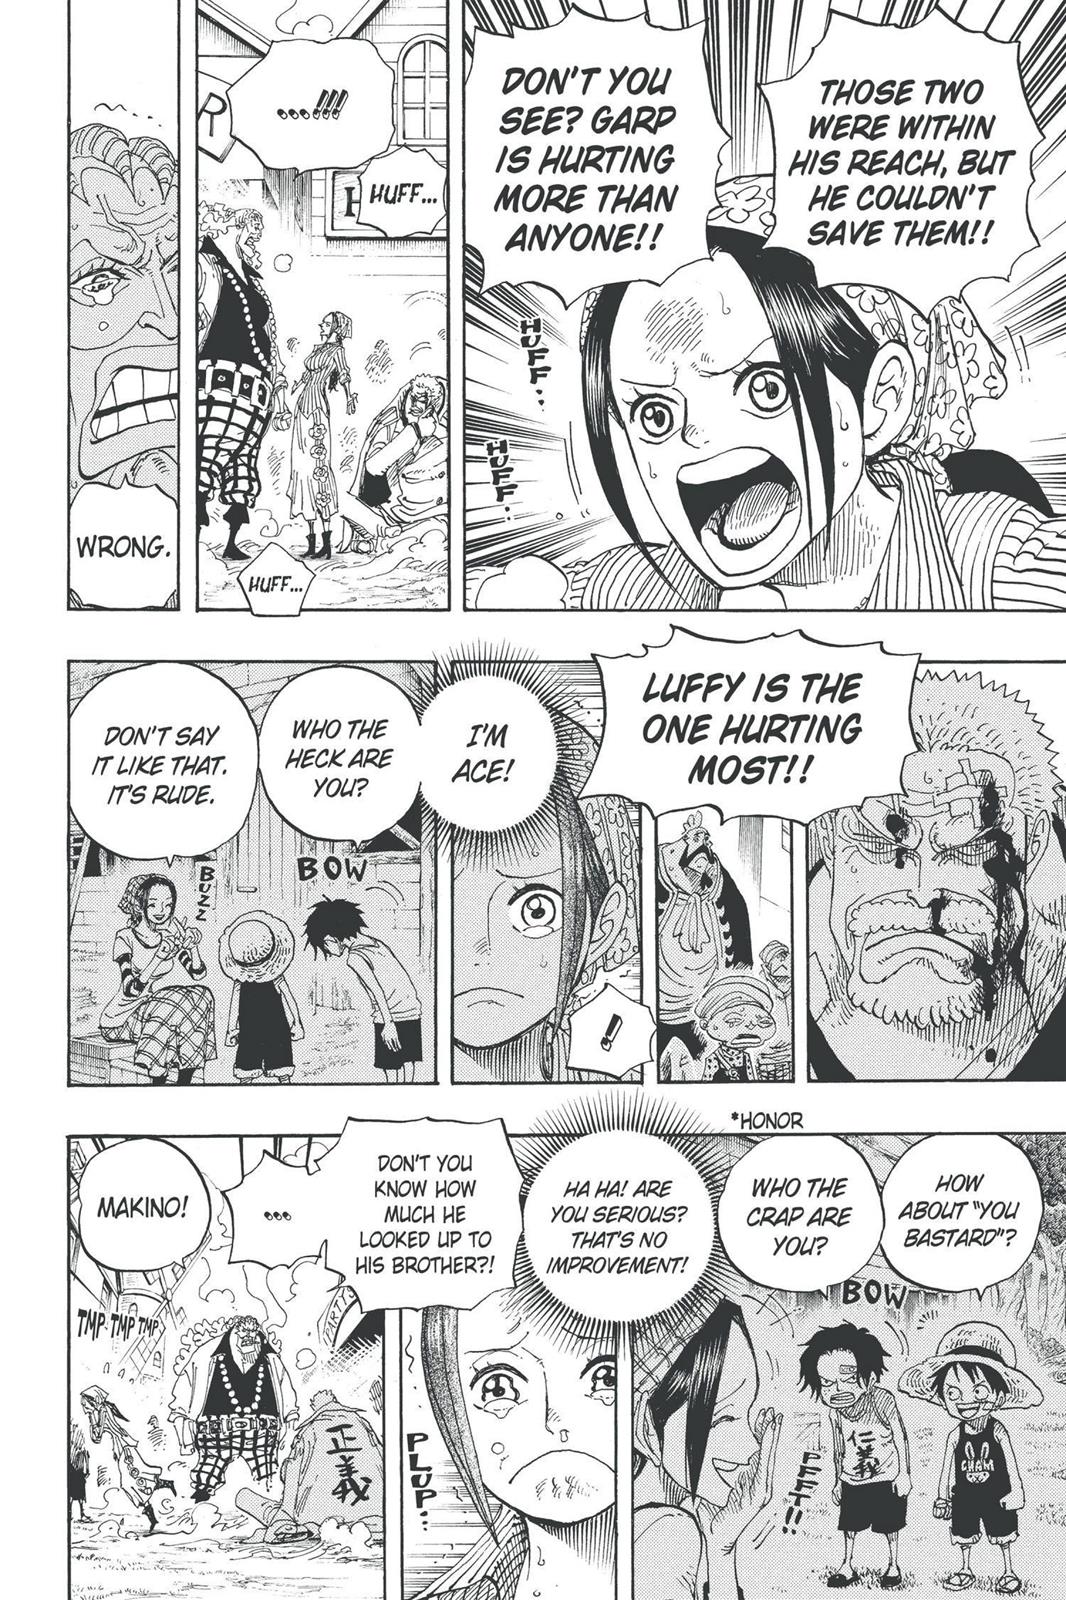 THOSE TWO
WERE WITHIN
HIS REACH, BUT
HE COULDN'T
SAVE THEM!!
DON'T YOU
SEE? GARP
IS HURTING
MORE THAN
ANYONE!!
HUFF..
HUFF..
...!!!
HUFF...
R
H
HUFF...
WRONG.
LUFFY IS THE
ONE HURTING
MOST!!
!!
I'M
ACE!
WHO THE
HECK ARE
YOU?
BOW
DON'T SAY
IT LIKE THAT.
IT'S RUDE.
BUZZ
*HONOR
HOW
ABOUT "YOU
BASTARD"?
WHO THE
CRAP ARE
YOU?
BOW
仁義
CHAM
PFFT!!
HA HA! ARE
YOU SERIOUS?
THAT'S NO
IMPROVEMENT!
DON'T YOU
KNOW HOW
MUCH HE
LOOKED UP TO
HIS BROTHER?!
PLUP...
...
PARTYS
正義
MAKINO!
TMP TMP TMP